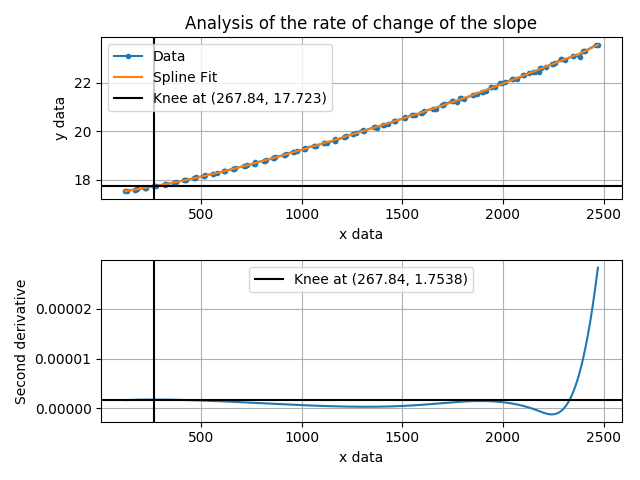 Analysis of the rate of change of the slope
Data
Spline Fit
Knee at (267.84, 17.723)
y data
22
20
18
500
1000
1500
2000
2500
x data
Knee at (267.84, 1.7538)
Second derivative
0.00002
0.00001
0.00000
500
1000
1500
2000
2500
x data